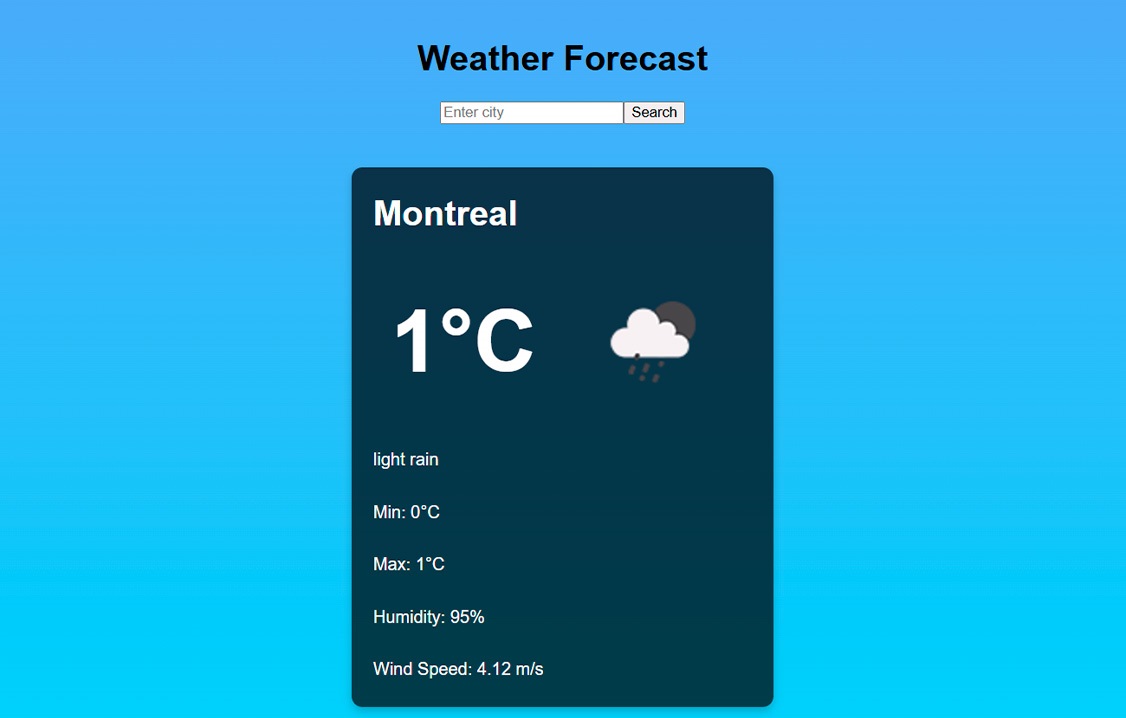 Weather Forecast
Enter city Search
Montreal
1°C
light rain
Min: 0°C
Max: 1°C
Humidity: 95%
Wind Speed: 4.12 m/s